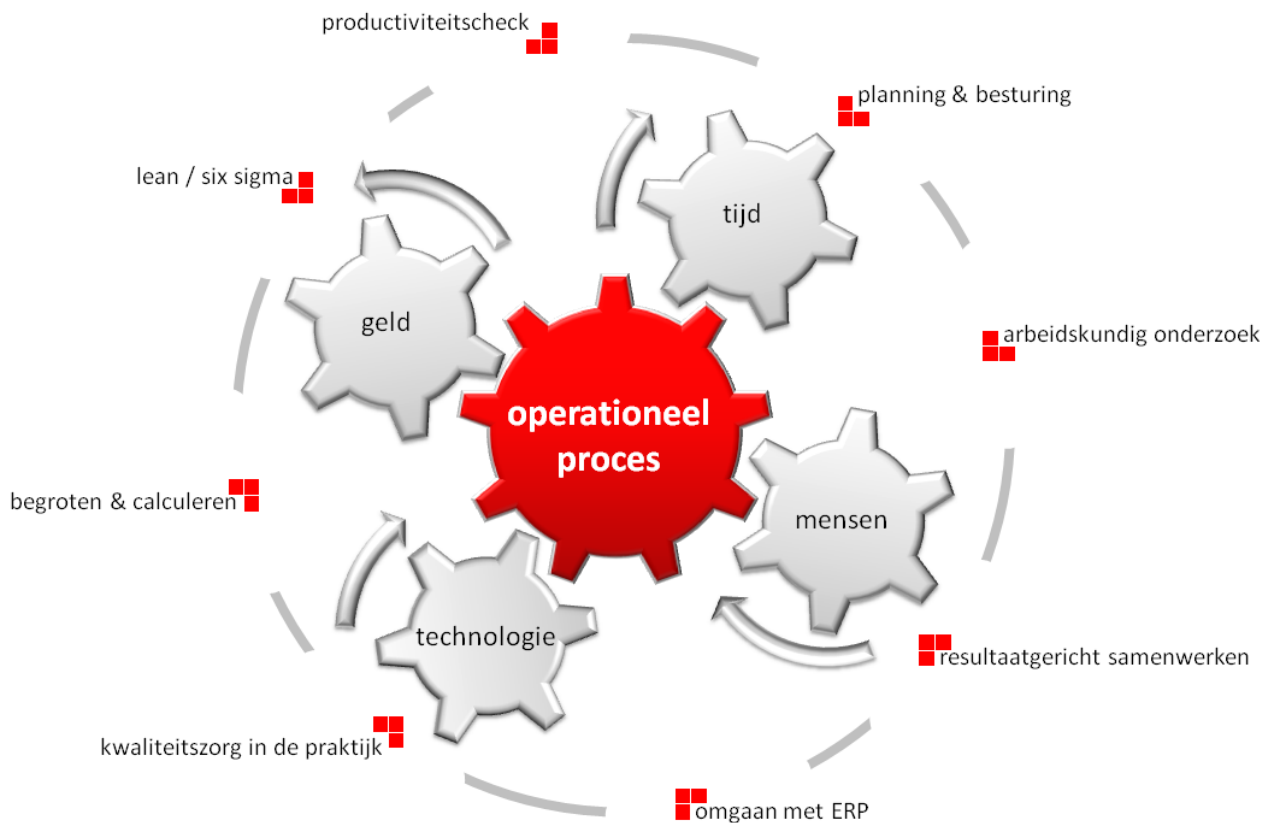 productiviteitscheck
planning & besturing
lean / six sigma
tijd
geld
arbeidskundig onderzoek
operationeel
proces
begroten & calculeren
mensen
technologie
resultaatgericht samenwerken
kwaliteitszorg in de praktijk
omgaan met ERP